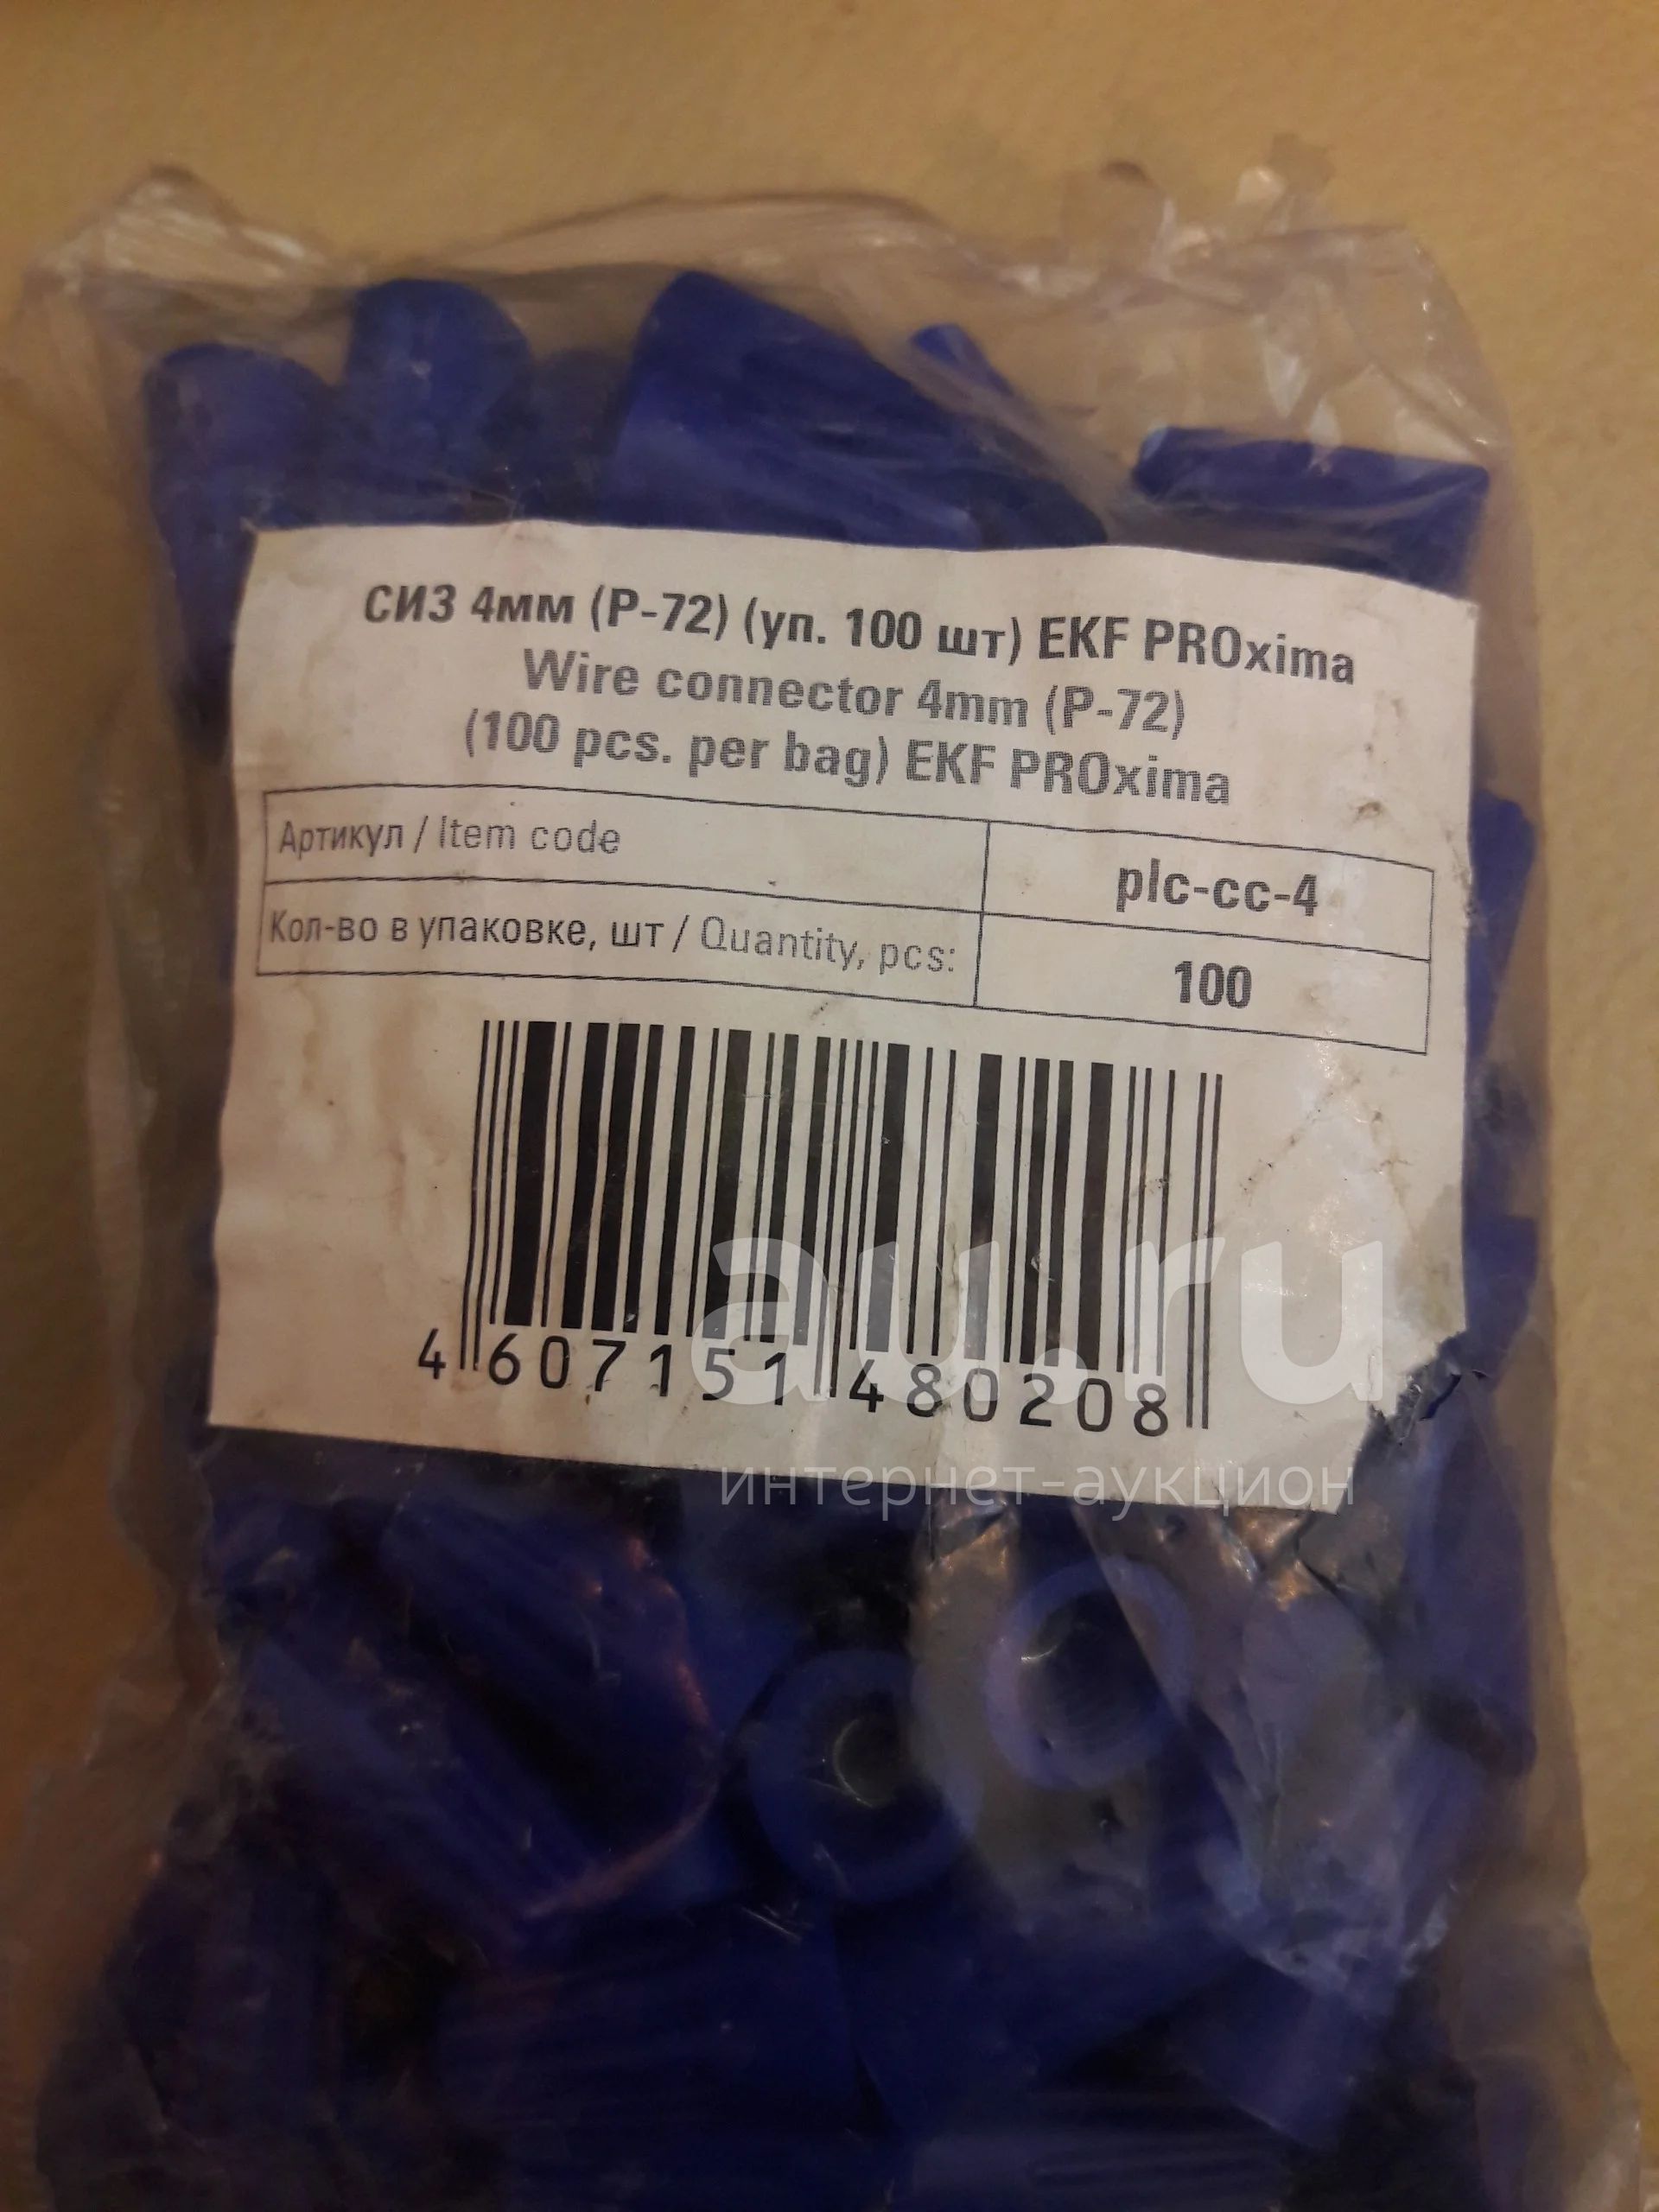 СИЗ 4мм (P-72) (уп. 100 шт) EKF PROxima
Wire connector 4mm (P-72)
(100 pcs. per bag) EKF PROxima
Артикул / Item code
plc-cc-4
Кол-во в упаковке, шт / Quantity, pcs:
100
4 607151 480208
au.ru
интернет-аукцион